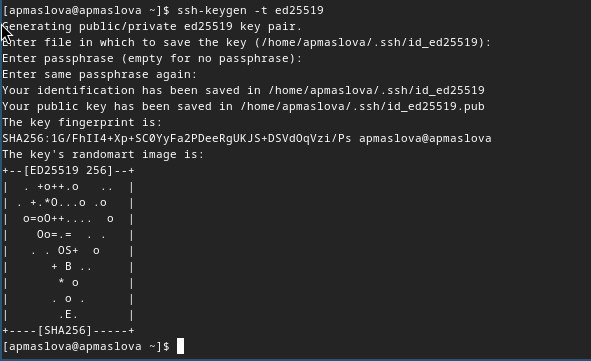 [apmaslova@apmaslova ~]$ ssh-keygen -t ed25519
Generating public/private ed25519 key pair.
Enter file in which to save the key (/home/apmaslova/.ssh/id_ed25519):
Enter passphrase (empty for no passphrase):
Enter same passphrase again:
Your identification has been saved in /home/apmaslova/.ssh/id_ed25519
Your public key has been saved in /home/apmaslova/.ssh/id_ed25519.pub
The key fingerprint is:
SHA256:1G/FhII4+Xp+SC0YyFa2PDeeRgUKJS+DSVdOqVzi/Ps apmaslova@apmaslova
The key's randomart image is:
+--[ED25519 256]--+
|  . +o++.o   ..  |
| . +.*O...o .o   |
|  o=oO++....  o  |
|    Oo=.=  . .   |
|   . . OS+  o    |
|      + B ..     |
|       * o       |
|      . o .      |
|       .E.       |
+----[SHA256]-----+
[apmaslova@apmaslova ~]$